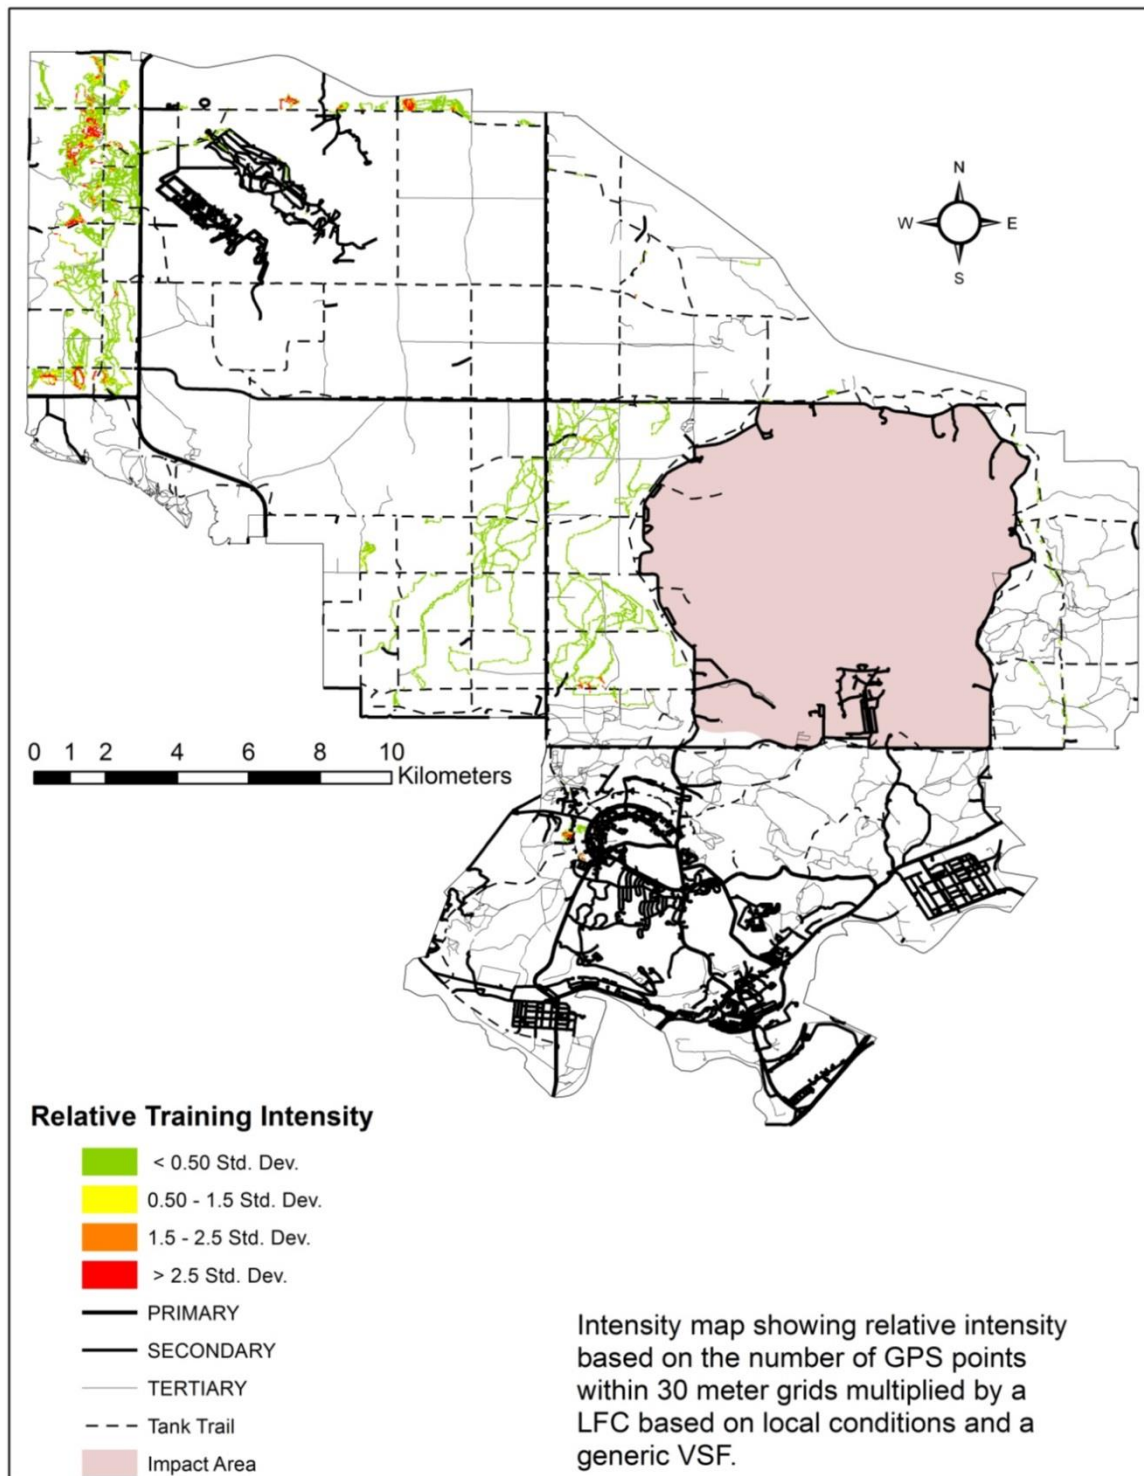 N
W E
S
0 1 2 4 6 8 10
Kilometers
Relative Training Intensity
< 0.50 Std. Dev.
0.50 - 1.5 Std. Dev.
1.5 - 2.5 Std. Dev.
> 2.5 Std. Dev.
PRIMARY
SECONDARY
TERTIARY
Tank Trail
Impact Area
Intensity map showing relative intensity
based on the number of GPS points
within 30 meter grids multiplied by a
LFC based on local conditions and a
generic VSF.